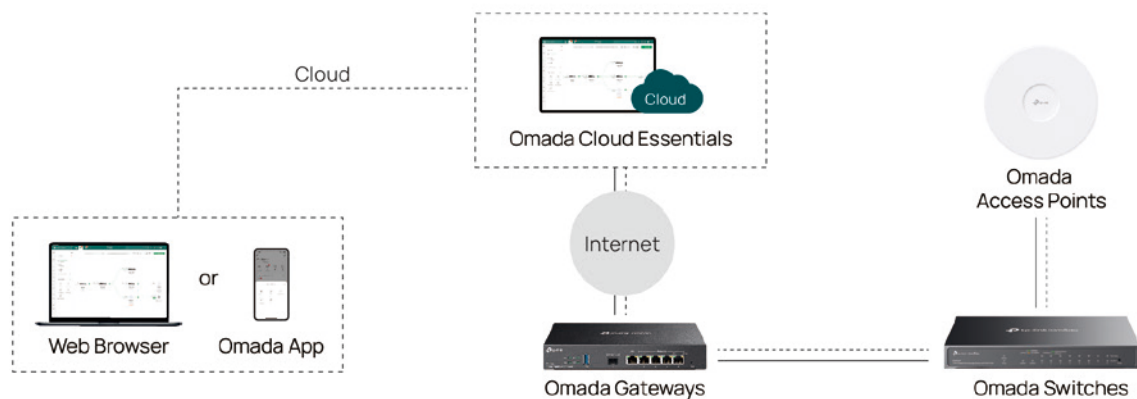 Cloud
Cloud
Omada Cloud Essentials
Omada
Access Points
Internet
or
Web Browser
Omada App
Omada Gateways
Omada Switches